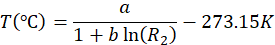 T(°C) = a / (1 + b ln(R₂)) − 273.15K